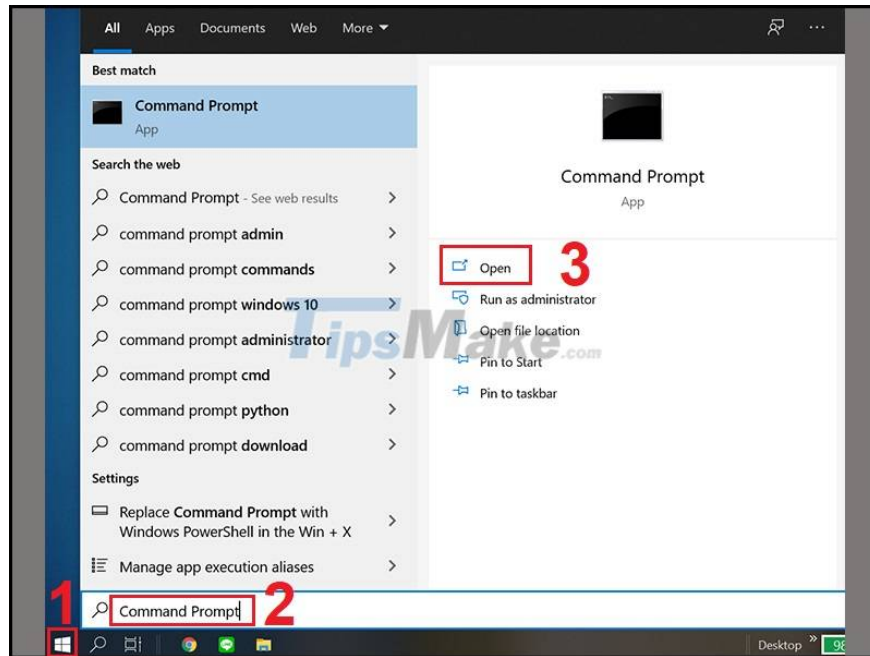 All Apps Documents Web More
Best match
Command Prompt
App
Search the web
Command Prompt - See web results
command prompt admin
command prompt commands
command prompt windows 10
command prompt administrator
command prompt cmd
command prompt python
command prompt download
Settings
Replace Command Prompt with
Windows PowerShell in the Win + X
Manage app execution aliases
Command Prompt
App
3
Open
Run as administrator
Open file location
Pin to Start
Pin to taskbar
TipsMake.com
1
Command Prompt
2
Desktop
98